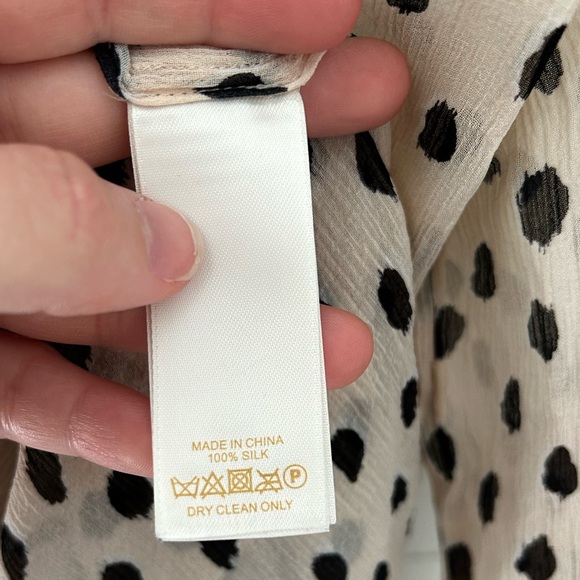 MADE IN CHINA
100% SILK
P
DRY CLEAN ONLY